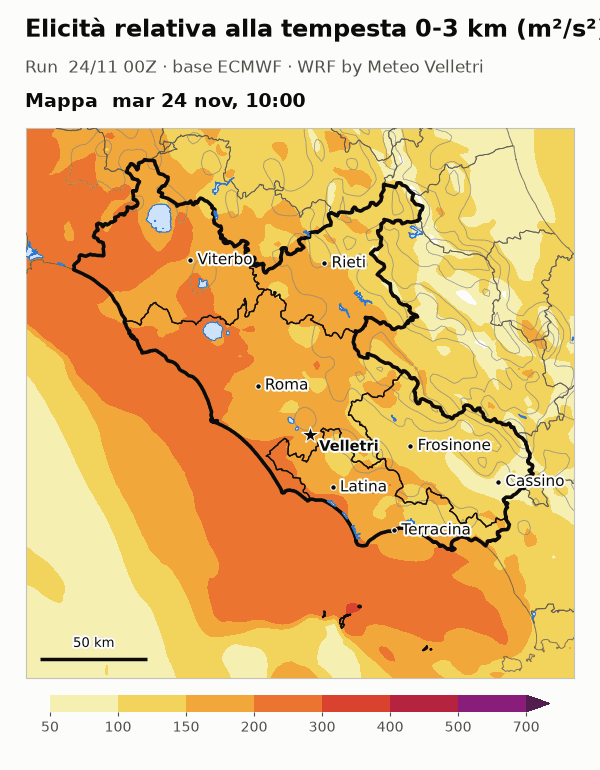 Elicità relativa alla tempesta 0-3 km (m²/s²)
Run 24/11 00Z · base ECMWF · WRF by Meteo Velletri
Mappa mar 24 nov, 10:00
Viterbo
Rieti
Roma
Velletri
Frosinone
Cassino
Latina
Terracina
50 km
50 100 150 200 300 400 500 700